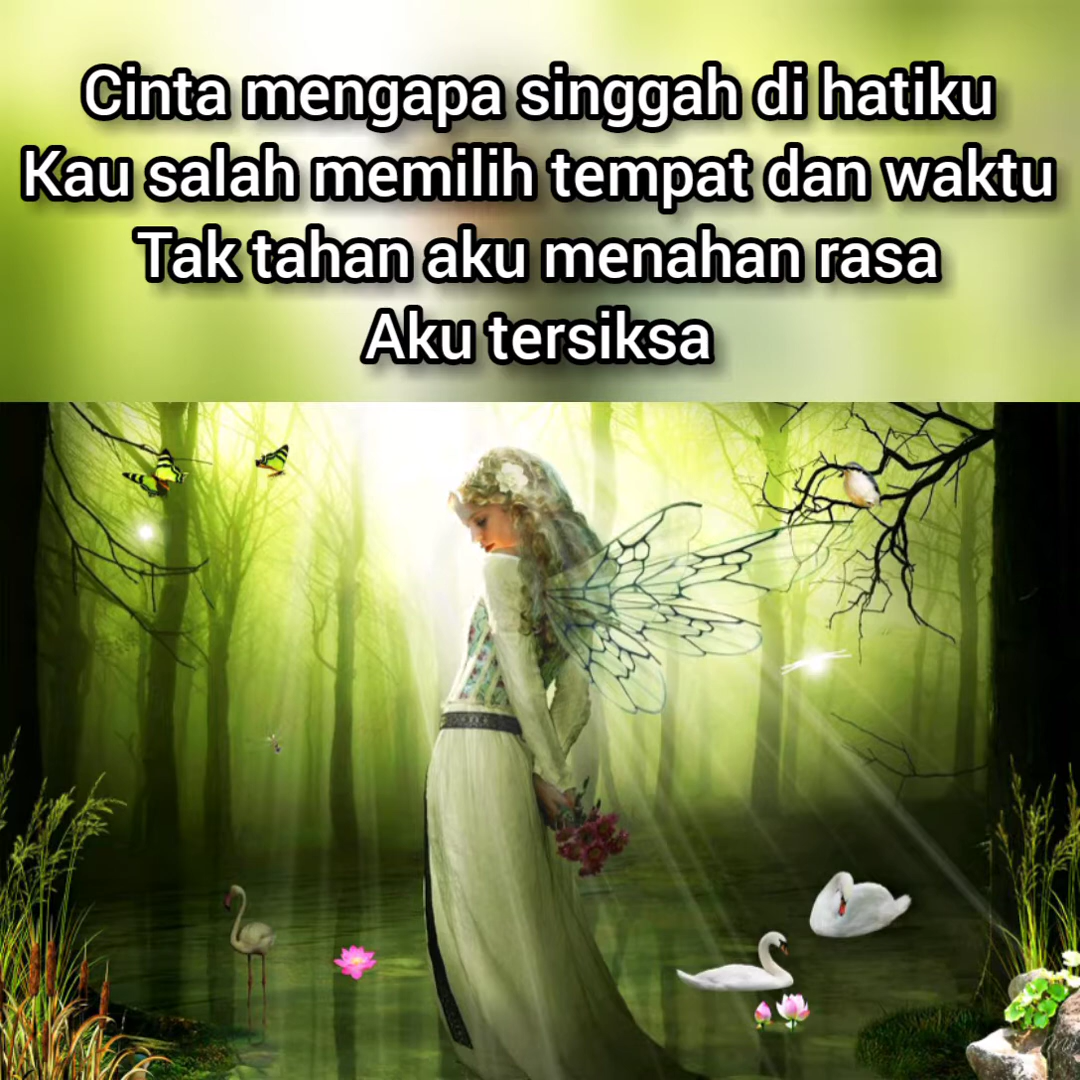 Cinta mengapa singgah di hatiku
Kau salah memilih tempat dan waktu
Tak tahan aku menahan rasa
Aku tersiksa